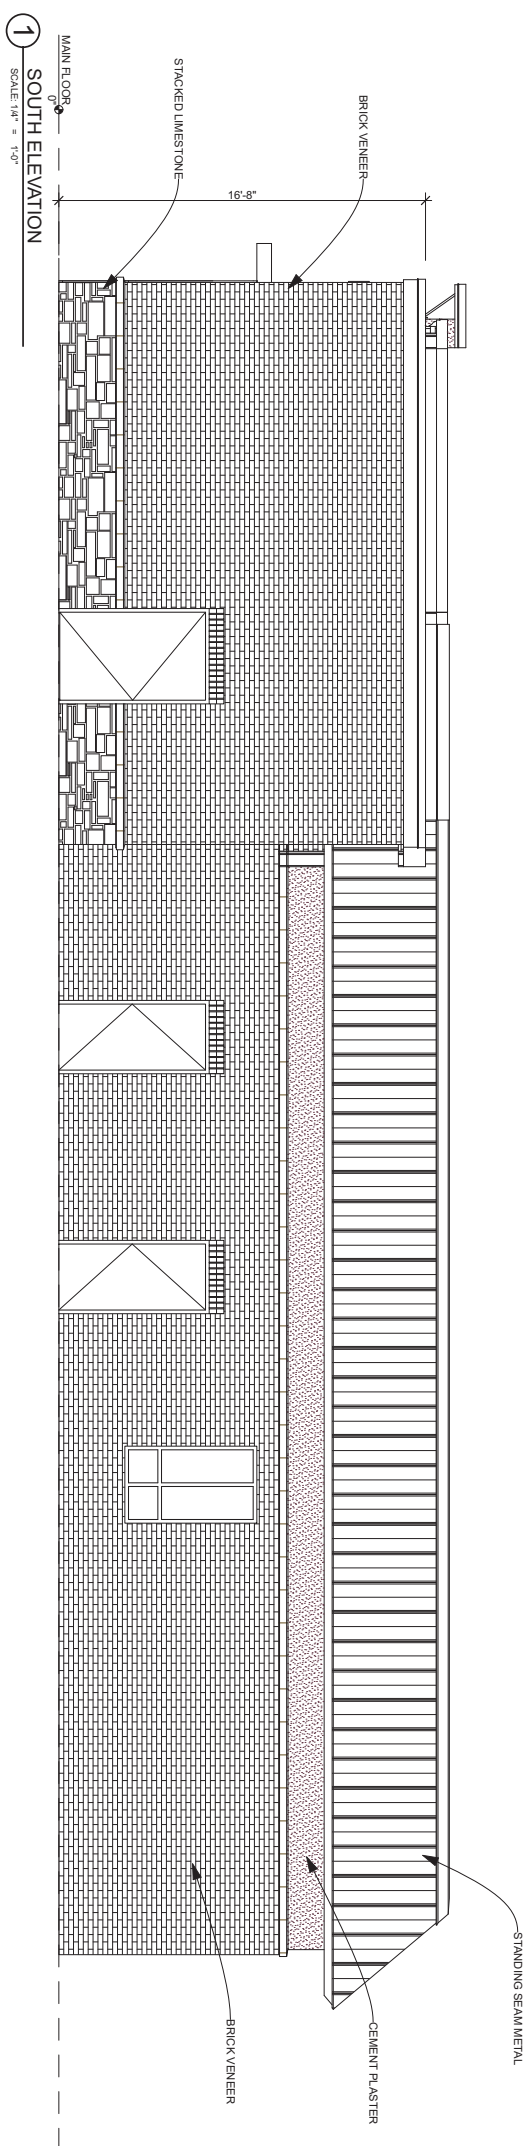 STANDING SEAM METAL
CEMENT PLASTER
BRICK VENEER
BRICK VENEER
16'-8"
STACKED LIMESTONE
MAIN FLOOR
0"
1
SOUTH ELEVATION
SCALE: 1/4" = 1'-0"